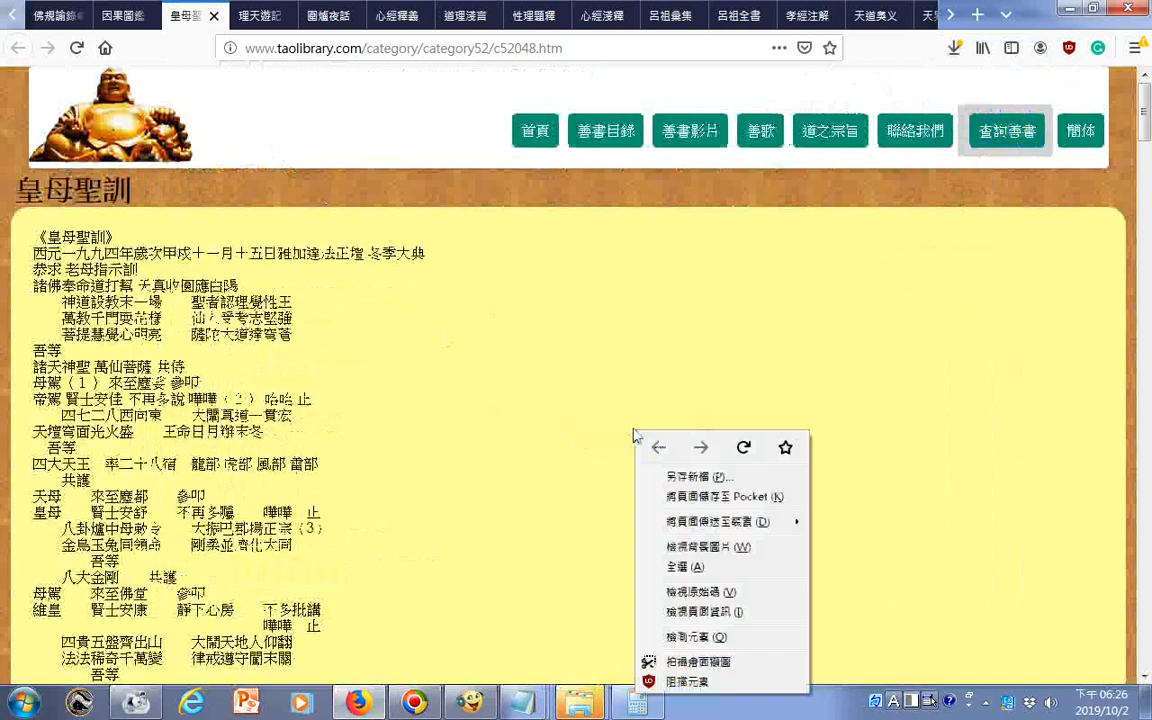 佛規諭錄
因果圖鑑
皇母聖
理天遊記
圍爐夜話
心經釋義
道理淺言
性理題釋
心經淺釋
呂祖彙集
呂祖全書
孝經注解
天道奧義
www.taolibrary.com/category/category52/c52048.htm
首頁
善書目錄
善書影片
善歌
道之宗旨
聯絡我們
查詢善書
簡体
皇母聖訓
《皇母聖訓》
西元一九九四年歲次甲戌十一月十五日雅加達法正壇 冬季大典
恭求 老母指示訓
諸佛奉命道打幫 夭真收圓應白陽
神道設教末一場 聖者認理覺性王
萬教千門耍花樣 仙人受考志堅強
菩提慧覺心明亮 薩陀大道達穹蒼
吾等
諸天神聖 萬仙菩薩 共侍
母駕（1） 來至塵寰 參叩
帝駕 賢士安佳 不再多說 嘩嘩（2） 哈哈 止
四七二八西向東 大闡真道一貫宏
天壇穹面光火盛 王命日月辦末冬
吾等
四大天王 率二十八宿 龍部 虎部 風部 雷部
共護
天母 來至塵都 參叩
皇母 賢士安舒 不再多囑 嘩嘩 止
八卦爐中母敕令 大振巴郡揚正宗（3）
金烏玉兔同領命 剛柔並濟化大同
吾等
八大金剛 共護
母駕 來至佛堂 參叩
維皇 賢士安康 靜下心房 不多批講
嘩嘩 止
四貴五盤齊出山 大鬧天地人仰翻
法法稀奇千萬變 律戒遵守闖末關
吾等
另存新檔 (P)...
將頁面儲存至 Pocket (K)
將頁面傳送至裝置 (D)
檢視背景圖片 (W)
全選 (A)
檢視原始碼 (V)
檢視頁面資訊 (I)
檢測元素 (Q)
拍攝畫面擷圖
阻擋元素
下午 06:26
2019/10/2